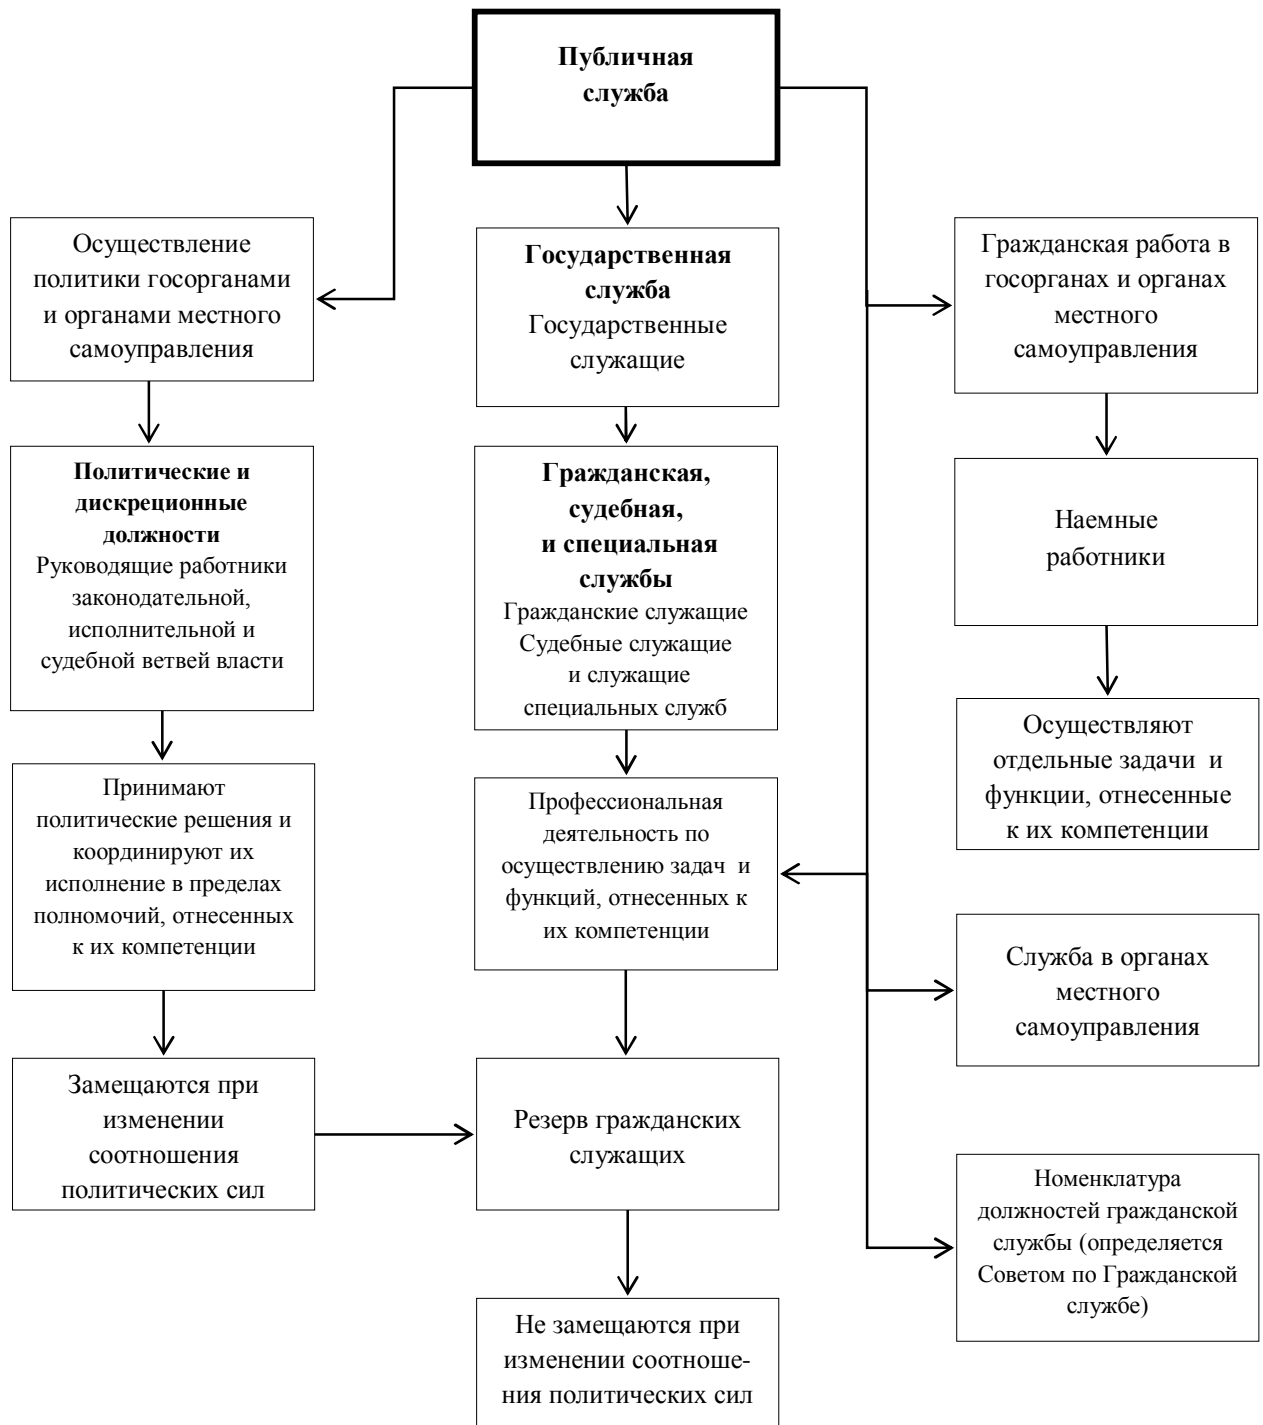 Публичная
служба
Осуществление
политики госорганами
и органами местного
самоуправления
Государственная
служба
Государственные
служащие
Гражданская работа в
госорганах и органах
местного
самоуправления
Политические и
дискреционные
должности
Руководящие работники
законодательной,
исполнительной и
судебной ветвей власти
Гражданская,
судебная,
и специальная
службы
Гражданские служащие
Судебные служащие
и служащие
специальных служб
Наемные
работники
Принимают
политические решения и
координируют их
исполнение в пределах
полномочий, отнесенных
к их компетенции
Профессиональная
деятельность по
осуществлению задач и
функций, отнесенных к
их компетенции
Осуществляют
отдельные задачи и
функции, отнесенные
к их компетенции
Служба в органах
местного
самоуправления
Замещаются при
изменении
соотношения
политических сил
Резерв гражданских
служащих
Номенклатура
должностей гражданской
службы (определяется
Советом по Гражданской
службе)
Не замещаются при
изменении соотноше-
ния политических сил